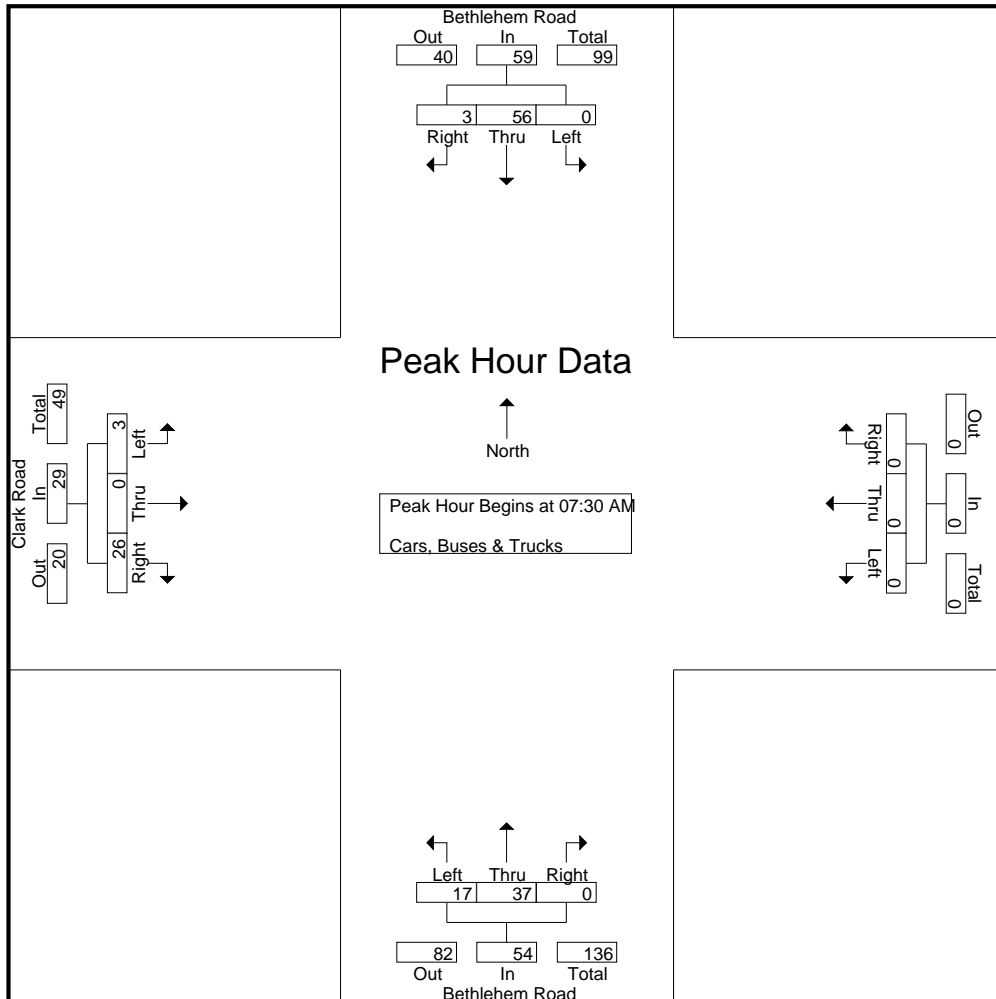 Bethlehem Road
Out In Total
40 59 99
3 56 0
Right Thru Left
Peak Hour Data
North
Peak Hour Begins at 07:30 AM
Cars, Buses & Trucks
Clark Road
Out In Total
20 29 49
Right Thru Left
26 0 3
Out In Total
0 0 0
Right Thru Left
0 0 0
Left Thru Right
17 37 0
82 54 136
Out In Total
Bethlehem Road